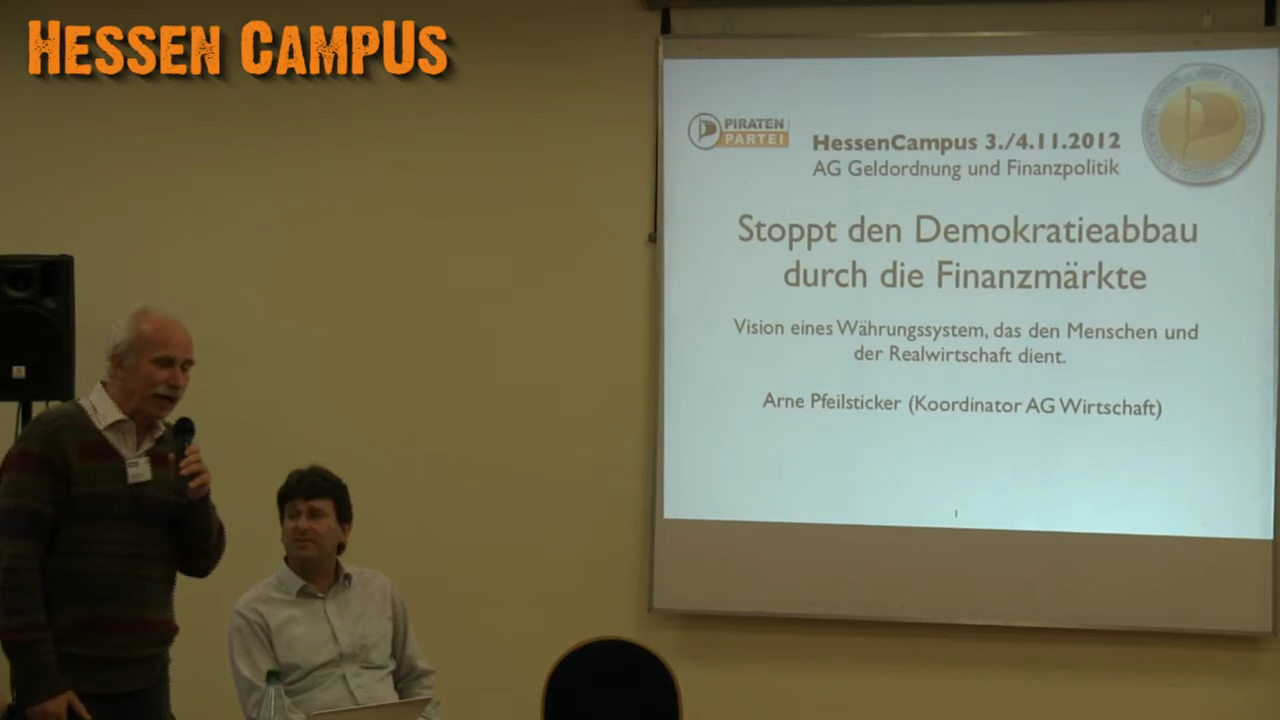 HESSEN CAMPUS
PIRATEN
PARTEI
HessenCampus 3./4.11.2012
AG Geldordnung und Finanzpolitik
Stoppt den Demokratieabbau
durch die Finanzmärkte
Vision eines Währungssystem, das den Menschen und
der Realwirtschaft dient.
Arne Pfeilsticker (Koordinator AG Wirtschaft)
1